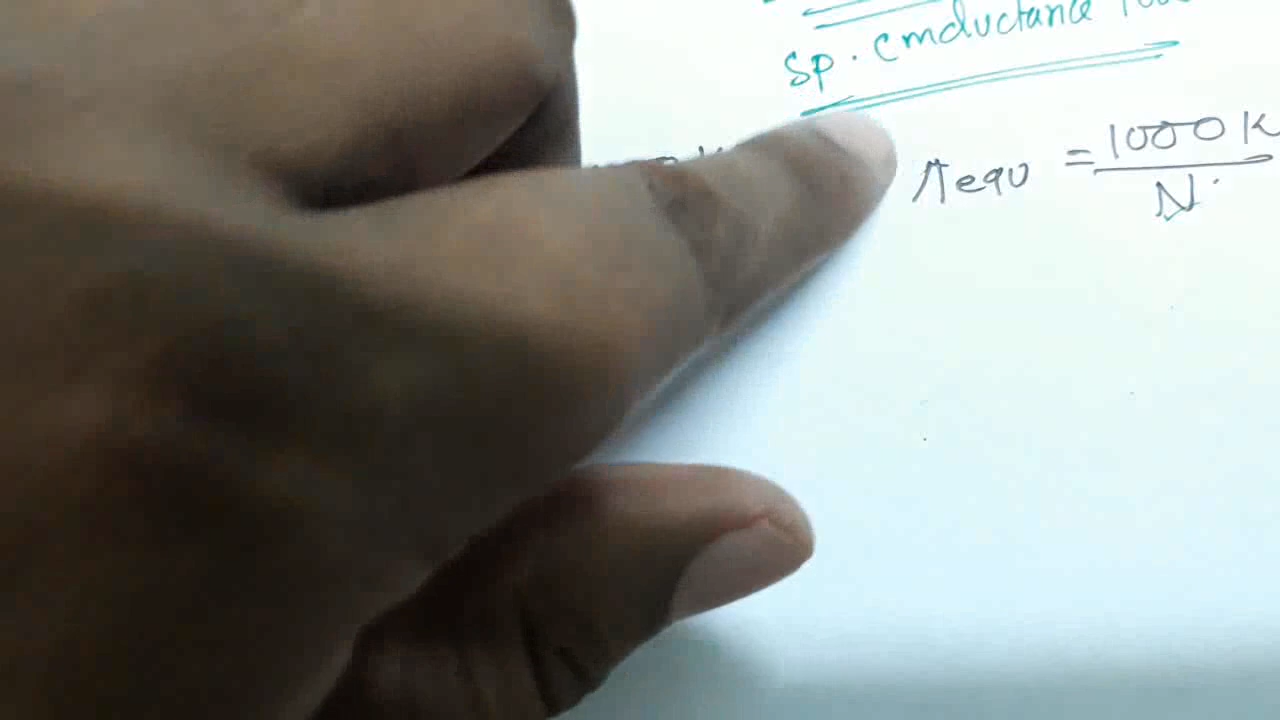 Sp. Cmductance
Λequ = 1000 K / N